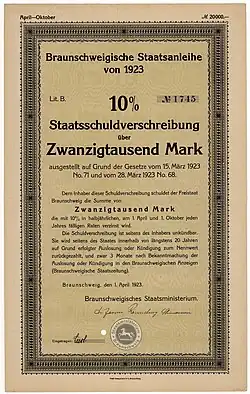 April—Oktober
ℳ 20000,—
Braunschweigische Staatsanleihe
von 1923
Lit. B.
10%
№ 1745
Staatsschuldverschreibung
über
Zwanzigtausend Mark
ausgestellt auf Grund der Gesetze vom 15. März 1923
No. 71 und vom 28. März 1923 No. 68.
Dem Inhaber dieser Schuldverschreibung schuldet der Freistaat
Braunschweig die Summe von
Zwanzigtausend Mark
die mit 10% in halbjährlichen, am 1. April und 1. Oktober jeden
Jahres fälligen Raten verzinst wird.
Die Schuldverschreibung ist seitens des Inhabers unkündbar.
Sie wird seitens des Staates innerhalb von längstens 20 Jahren
auf Grund erfolgter Auslosung oder Kündigung zum Nennwert
zurückgezahlt, und zwar 3 Monate nach Bekanntmachung der
Auslosung oder Kündigung in den Braunschweigischen Anzeigen
(Braunschweigische Staatszeitung).
Braunschweig, den 1. April 1923.
Braunschweigisches Staatsministerium.
Eingetragen: